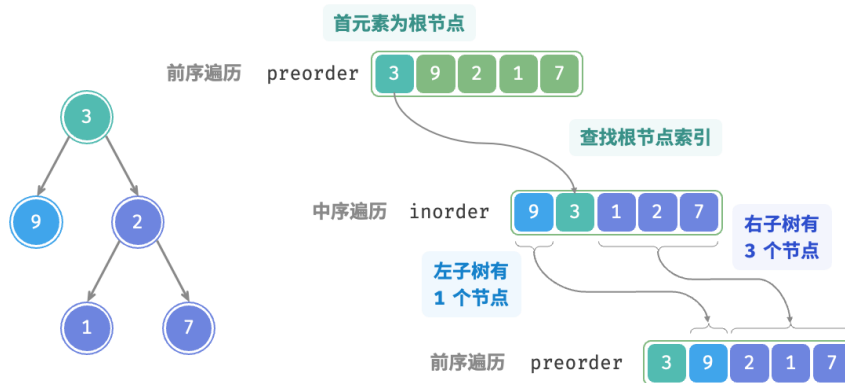 首元素为根节点
前序遍历 preorder 3 9 2 1 7
3
查找根节点索引
9 2
中序遍历 inorder 9 3 1 2 7
右子树有
3 个节点
左子树有
1 个节点
1 7
前序遍历 preorder 3 9 2 1 7